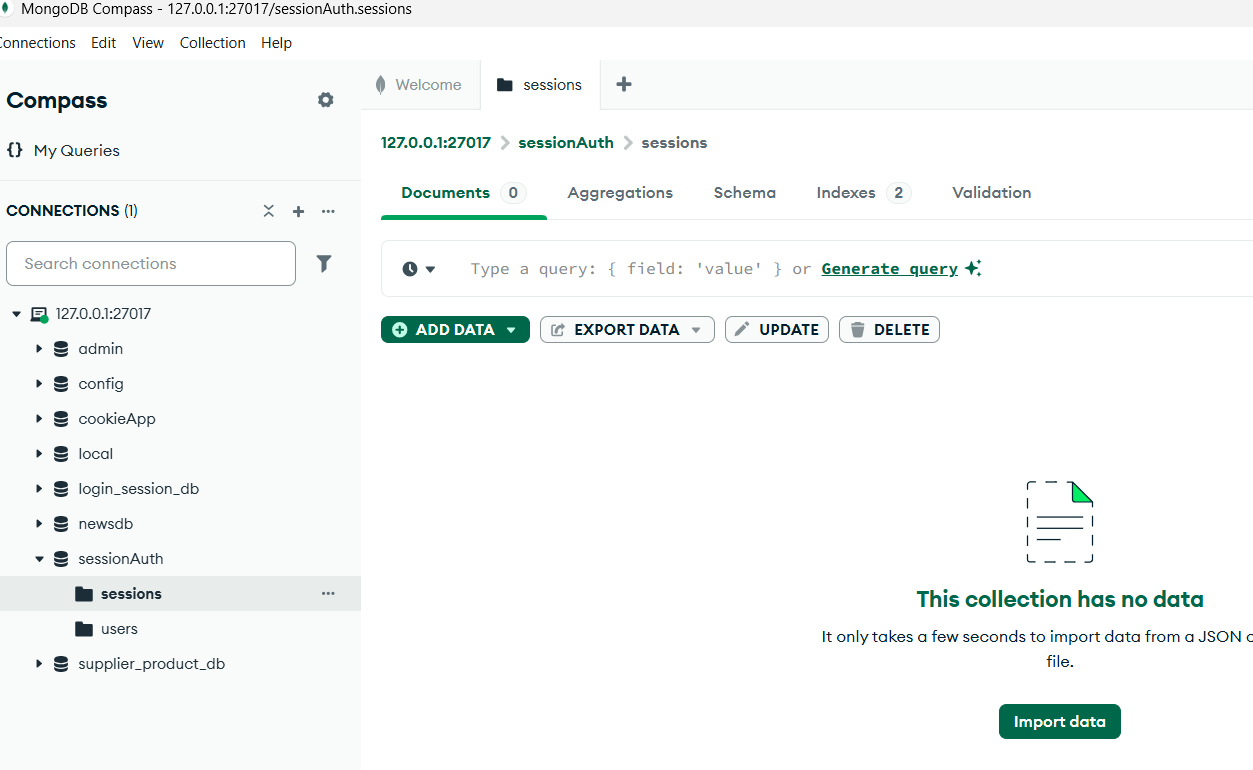 MongoDB Compass - 127.0.0.1:27017/sessionAuth.sessions
Connections Edit View Collection Help
Compass
My Queries
CONNECTIONS (1)
Search connections
127.0.0.1:27017
admin
config
cookieApp
local
login_session_db
newsdb
sessionAuth
sessions
users
supplier_product_db
Welcome
sessions
127.0.0.1:27017 > sessionAuth > sessions
Documents 0 Aggregations Schema Indexes 2 Validation
Type a query: { field: 'value' } or Generate query
ADD DATA EXPORT DATA UPDATE DELETE
This collection has no data
It only takes a few seconds to import data from a JSON
file.
Import data